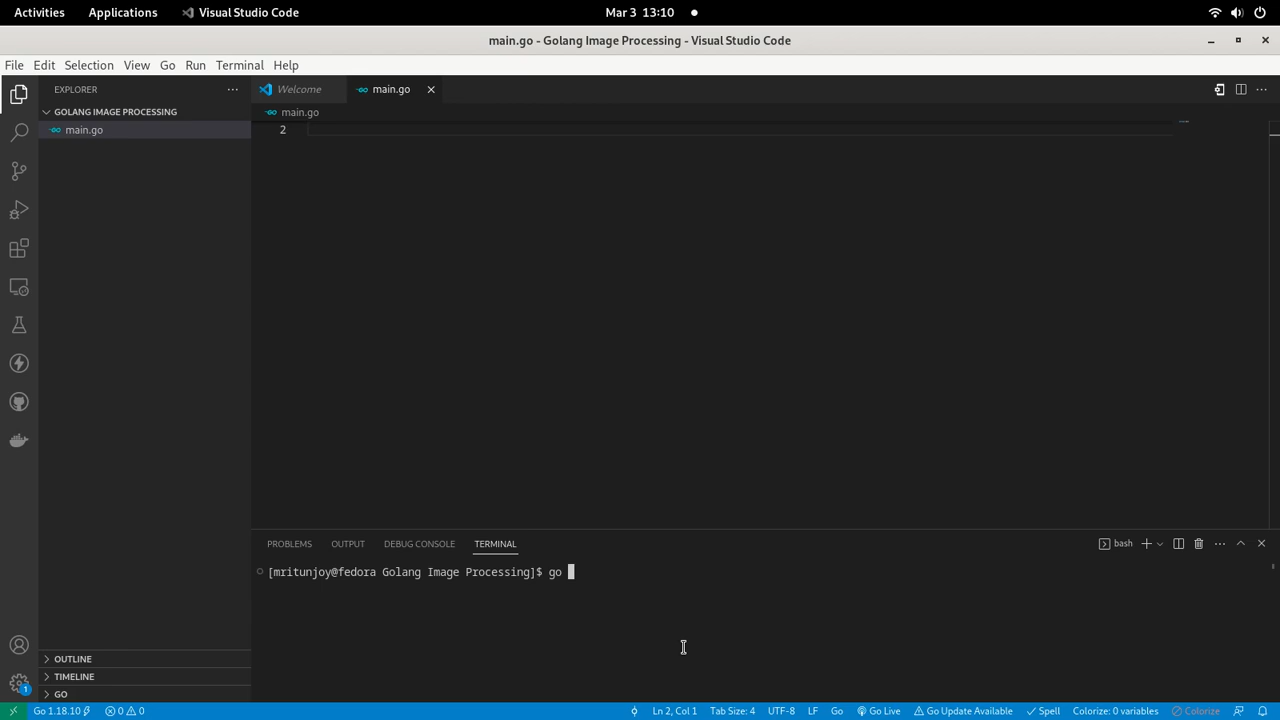 Activities Applications Visual Studio Code Mar 3 13:10
main.go - Golang Image Processing - Visual Studio Code
File Edit Selection View Go Run Terminal Help
EXPLORER
GOLANG IMAGE PROCESSING
main.go
Welcome main.go
main.go
2
PROBLEMS OUTPUT DEBUG CONSOLE TERMINAL bash
[mritunjoy@fedora Golang Image Processing]$ go
OUTLINE
TIMELINE
GO
1
Go 1.18.10 0 0 Ln 2, Col 1 Tab Size: 4 UTF-8 LF Go Go Live Go Update Available Spell Colorize: 0 variables Colorize